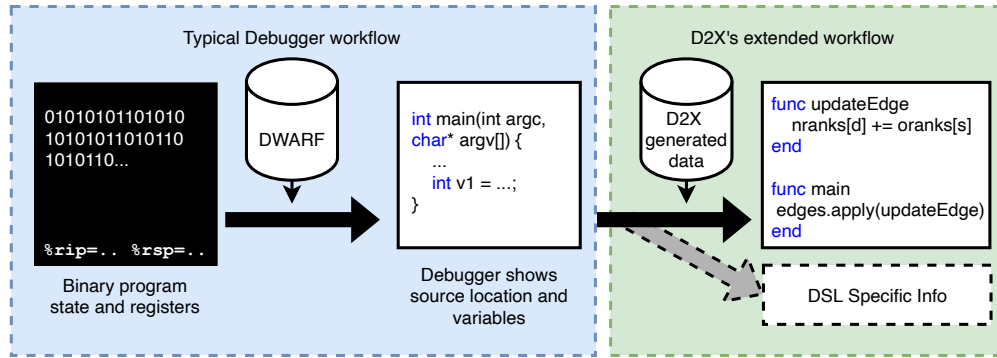 Typical Debugger workflow
D2X's extended workflow
01010101101010
10101011010110
1010110...
%rip=.. %rsp=..
Binary program
state and registers
DWARF
int main(int argc,
char* argv[]) {
...
int v1 = ...;
}
Debugger shows
source location and
variables
D2X
generated
data
func updateEdge
nranks[d] += oranks[s]
end
func main
edges.apply(updateEdge)
end
DSL Specific Info